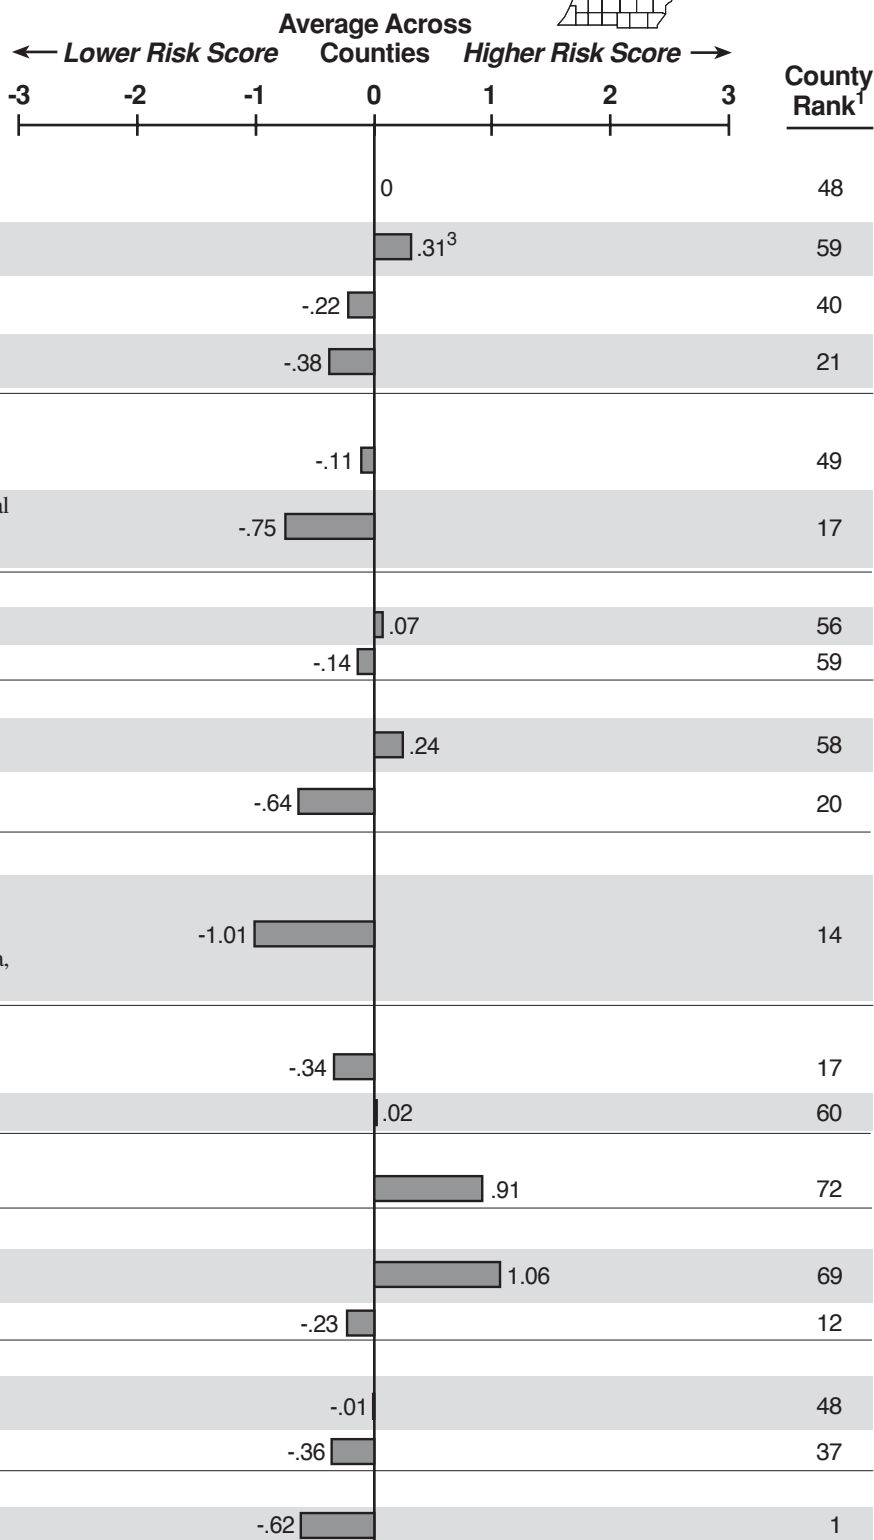 Average Across
← Lower Risk Score Counties Higher Risk Score →
County
Rank1
-3 -2 -1 0 1 2 3
0 48
.313 59
-.22 40
-.38 21
-.11 49
al
-.75 17
.07 56
-.14 59
.24 58
-.64 20
-1.01 14
a,
-.34 17
.02 60
.91 72
1.06 69
-.23 12
-.01 48
-.36 37
-.62 1